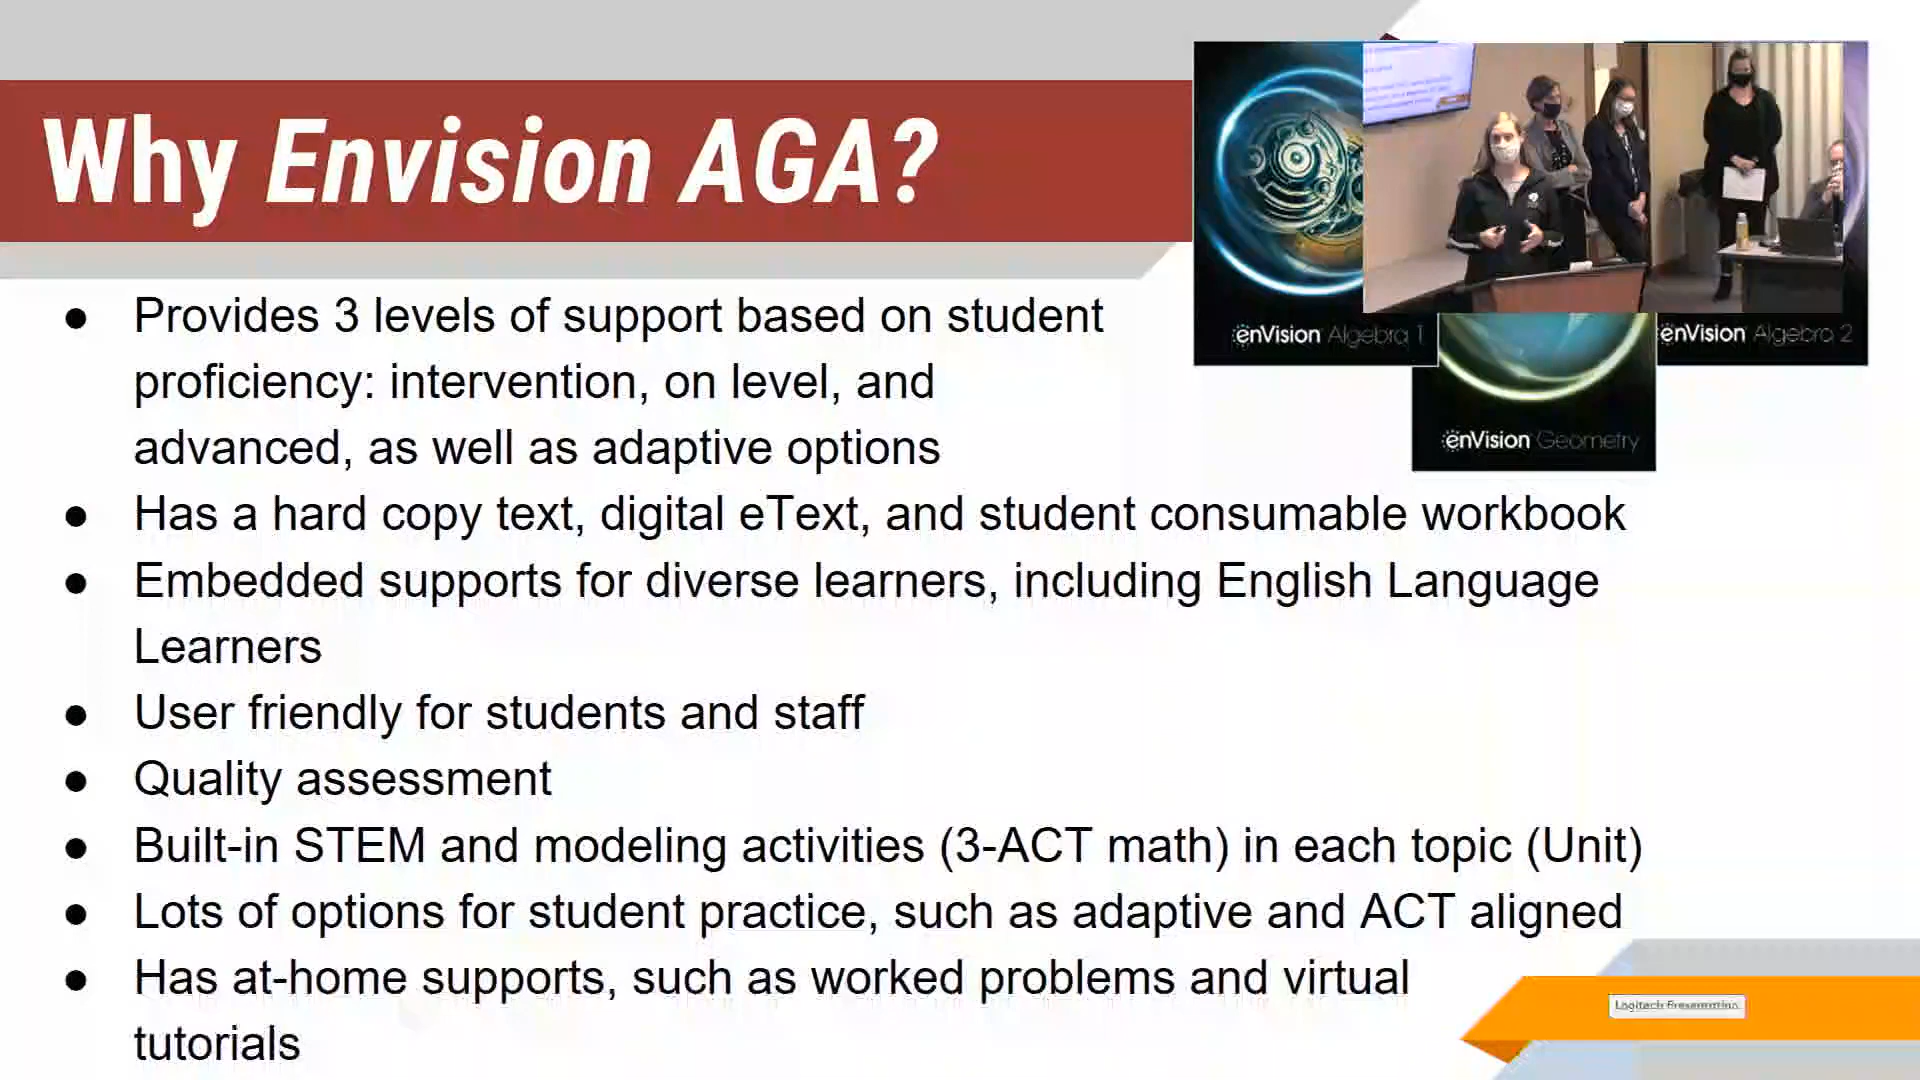 Why Envision AGA?
● Provides 3 levels of support based on student
proficiency: intervention, on level, and
advanced, as well as adaptive options
● Has a hard copy text, digital eText, and student consumable workbook
● Embedded supports for diverse learners, including English Language
Learners
● User friendly for students and staff
● Quality assessment
● Built-in STEM and modeling activities (3-ACT math) in each topic (Unit)
● Lots of options for student practice, such as adaptive and ACT aligned
● Has at-home supports, such as worked problems and virtual
tutorials
enVision Algebra 1
enVision Algebra 2
enVision Geometry
Logitech Presentation